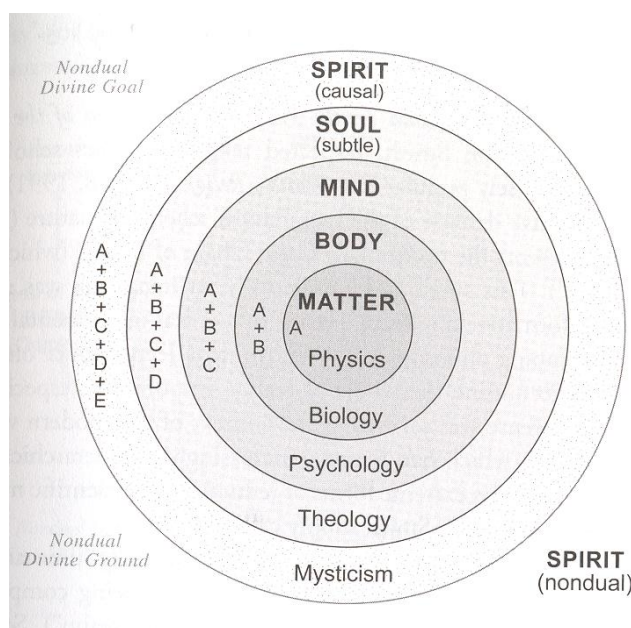 Nondual
Divine Goal
SPIRIT
(causal)
SOUL
(subtle)
MIND
BODY
MATTER
A
+
B
+
C
+
D
+
E
A
+
B
+
C
+
D
A
+
B
+
C
A
+
B
A
Physics
Biology
Psychology
Theology
Mysticism
Nondual
Divine Ground
SPIRIT
(nondual)